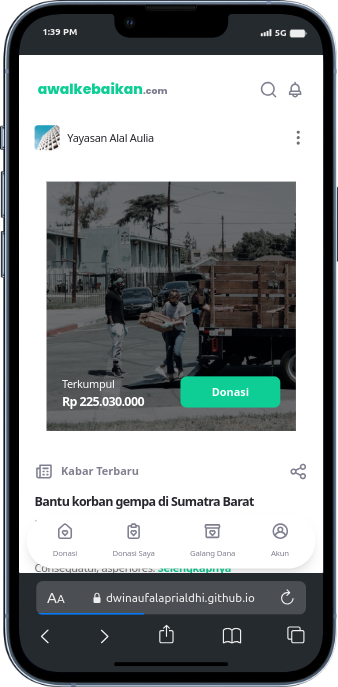 1:39 PM 5G
awalkebaikan.com
Yayasan Alal Aulia
Terkumpul
Rp 225.030.000
Donasi
Kabar Terbaru
Bantu korban gempa di Sumatra Barat
Donasi Donasi Saya Galang Dana Akun
Consequatur, asperiores. Selengkapnya
AA dwinaufalaprialdhi.github.io